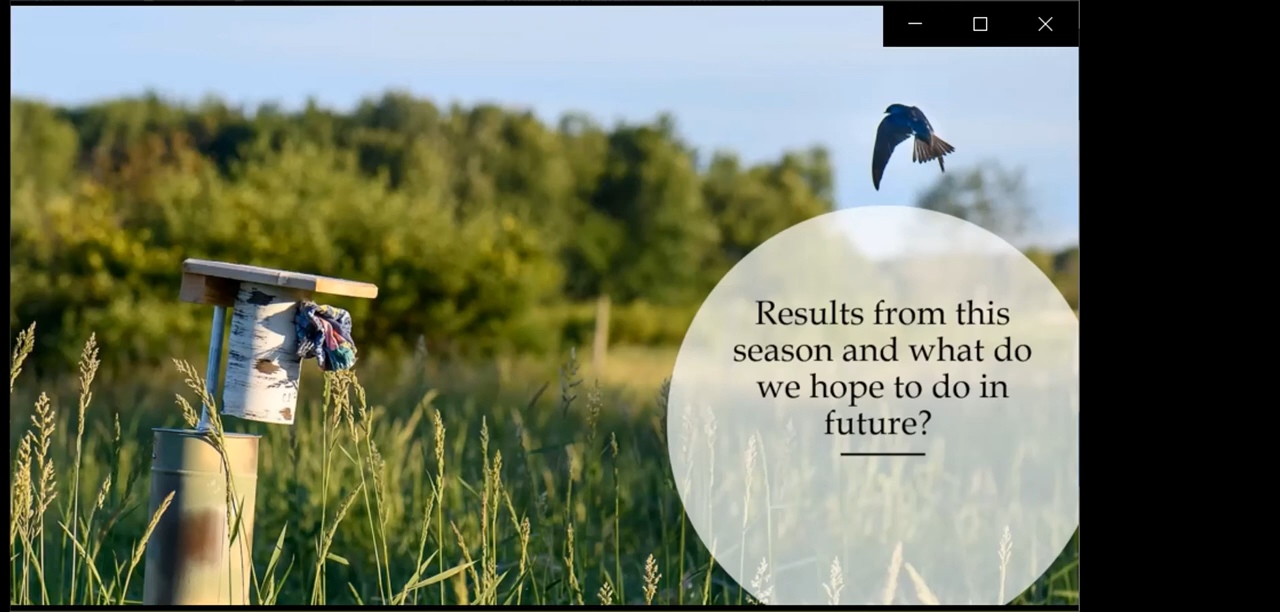 Results from this
season and what do
we hope to do in
future?